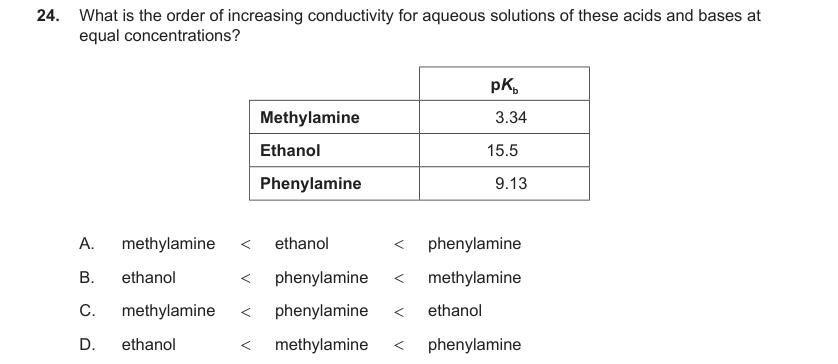 24. What is the order of increasing conductivity for aqueous solutions of these acids and bases at
equal concentrations?
pKb
Methylamine 3.34
Ethanol 15.5
Phenylamine 9.13
A. methylamine < ethanol < phenylamine
B. ethanol < phenylamine < methylamine
C. methylamine < phenylamine < ethanol
D. ethanol < methylamine < phenylamine